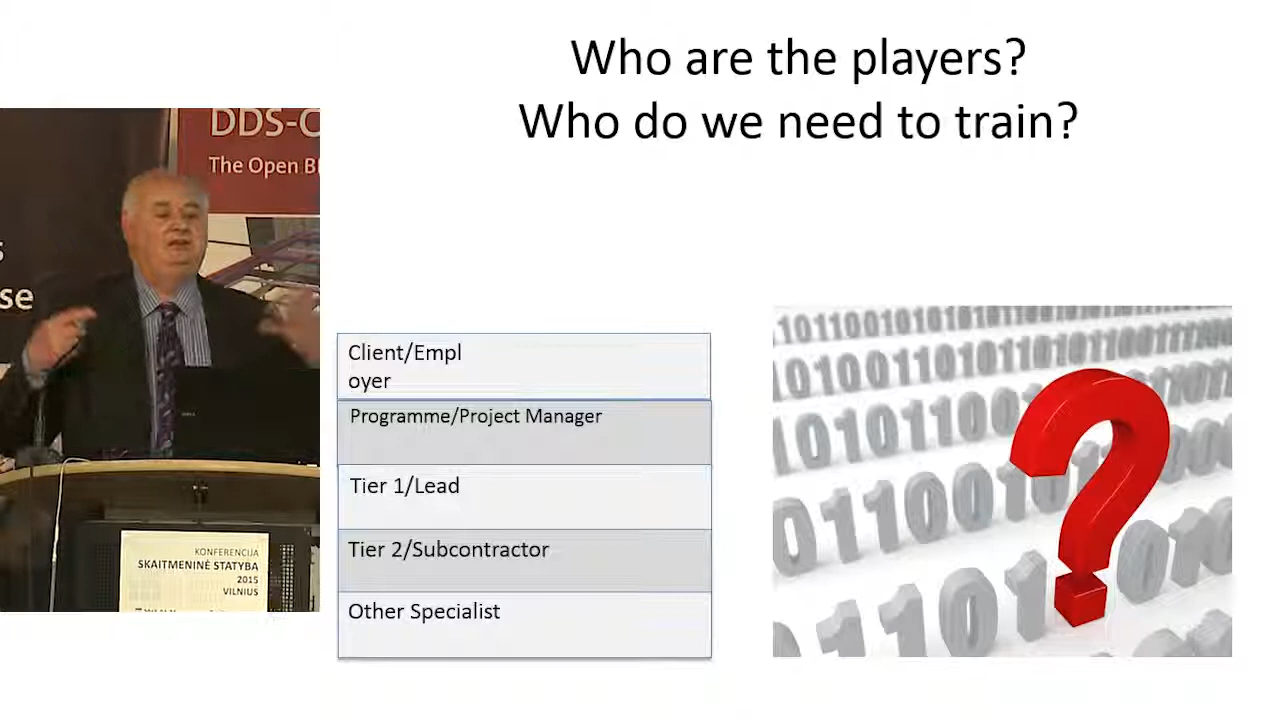 Who are the players?
Who do we need to train?
DDS-C
The Open BI
s
se
Client/Empl
oyer
Programme/Project Manager
Tier 1/Lead
Tier 2/Subcontractor
Other Specialist
KONFERENCIJA
SKAITMENINĖ STATYBA
2015
VILNIUS